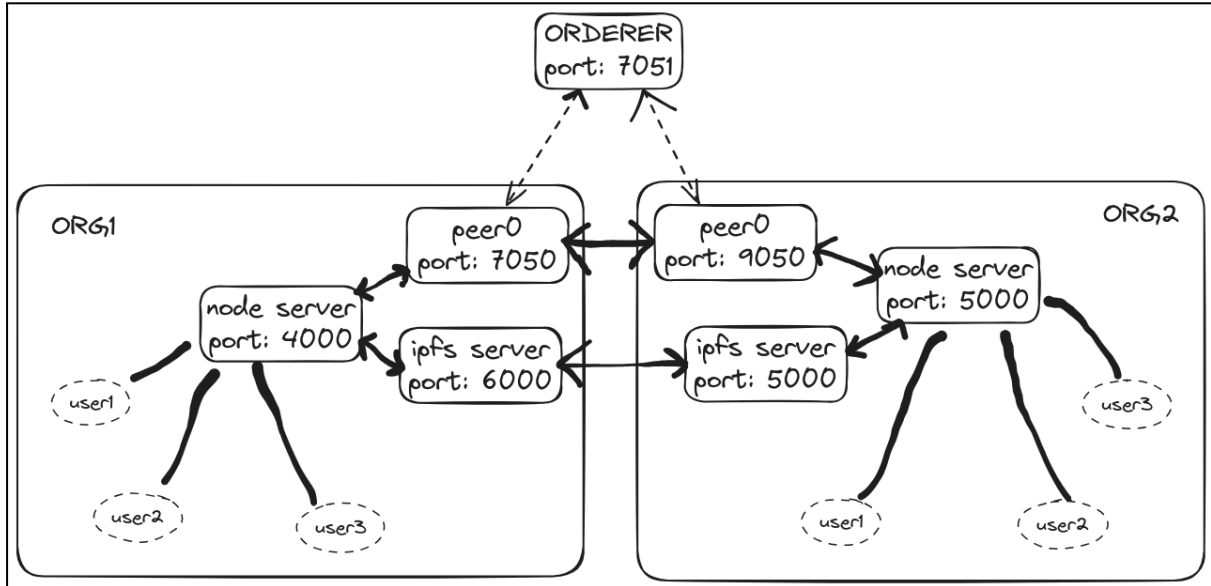 ORDERER
port: 7051
ORG1
peer0
port: 7050
node server
port: 4000
ipfs server
port: 6000
user1
user2
user3
ORG2
peer0
port: 9050
node server
port: 5000
ipfs server
port: 5000
user3
user1
user2